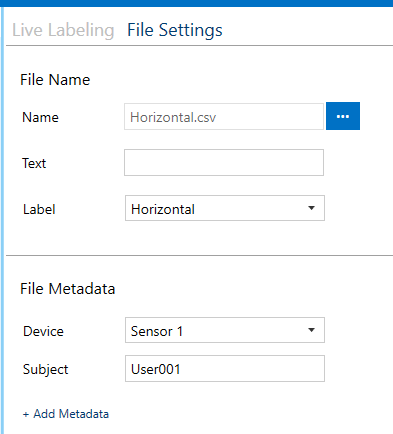 Live Labeling File Settings
File Name
Name Horizontal.csv ...
Text
Label Horizontal
File Metadata
Device Sensor 1
Subject User001
+ Add Metadata